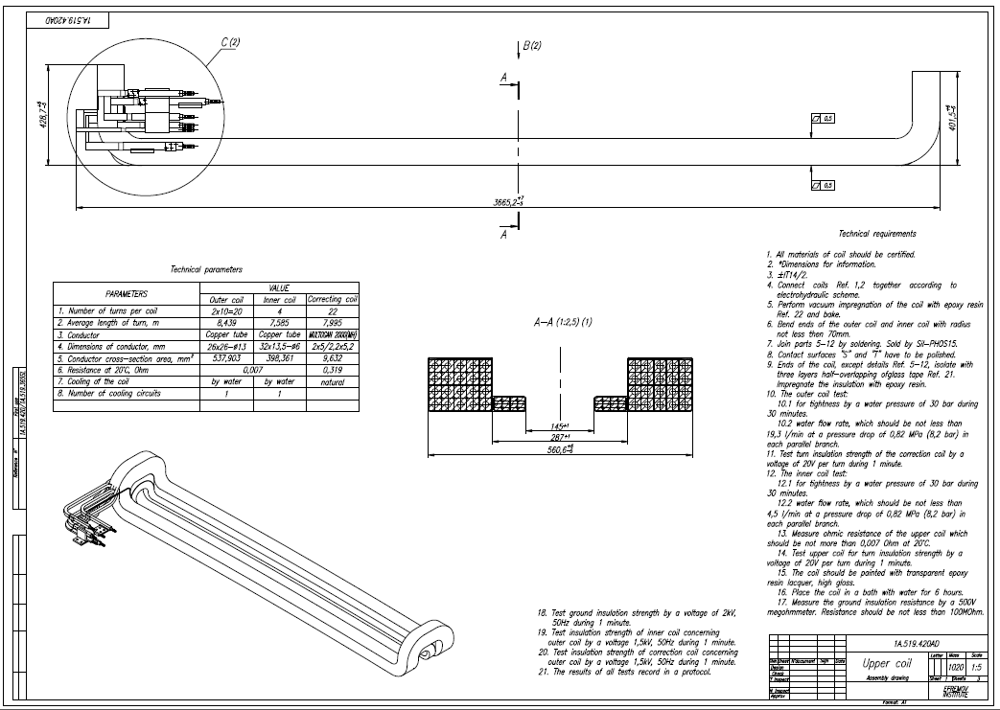 1A.519.420AD
C (2)
B(2)
A
428,7
401,5
0,5
0,5
3665,2
A
Technical parameters
PARAMETERS VALUE
Outer coil Inner coil Correcting coil
1. Number of turns per coil 2x10=20 4 22
2. Average length of turn, m 8,439 7,585 7,995
3. Conductor Copper tube Copper tube
4. Dimensions of conductor, mm 26x26-ø13 32x13,5-ø6 2x5/2,2x5,2
5. Conductor cross-section area, mm² 537,903 398,361 9,632
6. Resistance at 20°C, Ohm 0,007 0,319
7. Cooling of the coil by water by water natural
8. Number of cooling circuits 1 1
A-A (1:2,5) (1)
145+1
287+1
560,6
Technical requirements
1. All materials of coil should be certified.
2. *Dimensions for information.
3. ±IT14/2.
4. Connect coils Ref. 1,2 together according to
electrohydraulic scheme.
5. Perform vacuum impregnation of the coil with epoxy resin
Ref. 22 and bake.
6. Bend ends of the outer coil and inner coil with radius
not less then 70mm.
7. Join parts 5-12 by soldering. Sold by Sil-PHOS15.
8. Contact surfaces "S" and "T" have to be polished.
9. Ends of the coil, except details Ref. 5-12, isolate with
three layers half-overlapping ofglass tape Ref. 21.
Impregnate the insulation with epoxy resin.
10. The outer coil test:
10.1 for tightness by a water pressure of 30 bar during
30 minutes.
10.2 water flow rate, which should be not less than
19,3 l/min at a pressure drop of 0,82 MPa (8,2 bar) in
each parallel branch.
11. Test turn insulation strength of the correction coil by a
voltage of 20V per turn during 1 minute.
12. The inner coil test:
12.1 for tightness by a water pressure of 30 bar during
30 minutes.
12.2 water flow rate, which should be not less than
4,5 l/min at a pressure drop of 0,82 MPa (8,2 bar) in
each parallel branch.
13. Measure ohmic resistance of the upper coil which
should be not more than 0,007 Ohm at 20°C.
14. Test upper coil for turn insulation strength by a
voltage of 20V per turn during 1 minute.
15. The coil should be painted with transparent epoxy
resin lacquer, high gloss.
16. Place the coil in a bath with water for 6 hours.
17. Measure the ground insulation resistance by a 500V
megohmmeter. Resistance should be not less than 100MOhm.
18. Test ground insulation strength by a voltage of 2kV,
50Hz during 1 minute.
19. Test insulation strength of inner coil concerning
outer coil by a voltage 1,5kV, 50Hz during 1 minute.
20. Test insulation strength of correction coil concerning
outer coil by a voltage 1,5kV, 50Hz during 1 minute.
21. The results of all tests record in a protocol.
Reference N°
First use
1A.519.420AD
Sheet N°document Sign Date
Design
Check
T inspect
N inspect
Approv
Upper coil
Assembly drawing
Letter Mass Scale
1020 1:5
Sheet 1 Sheets 3
EFREMOV
INSTITUTE
Format: A1